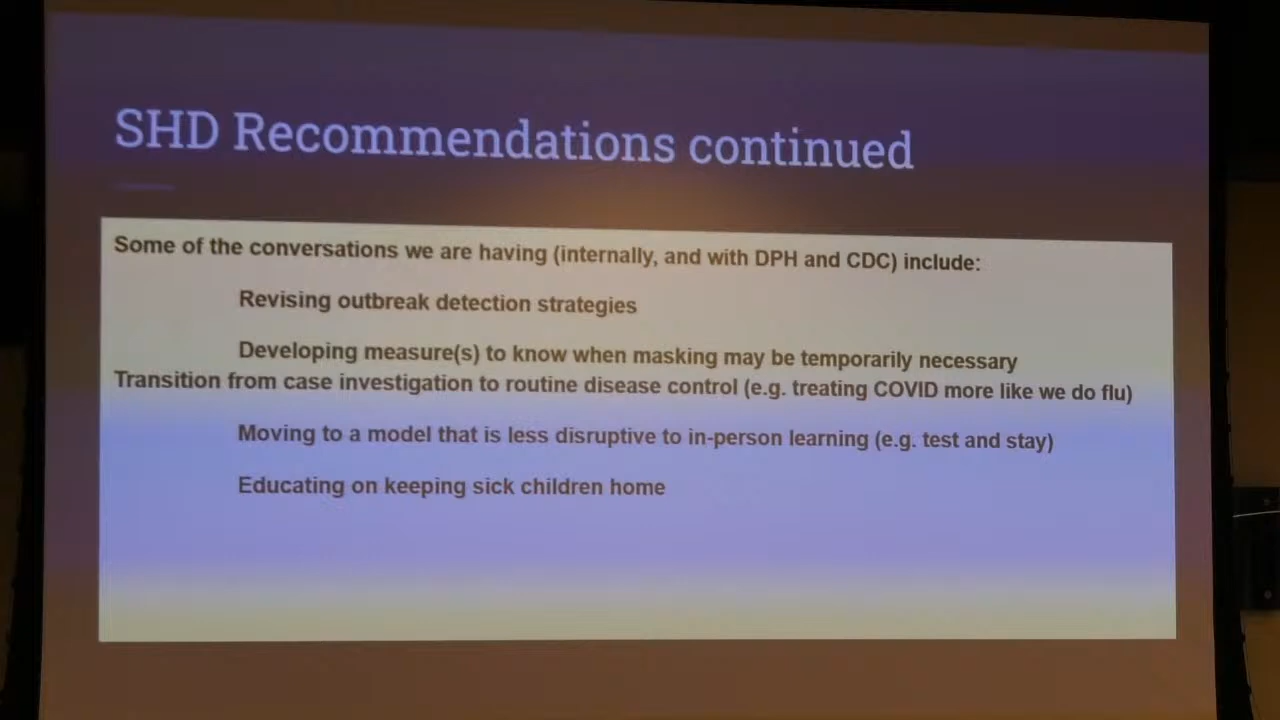 SHD Recommendations continued
Some of the conversations we are having (internally, and with DPH and CDC) include:
Revising outbreak detection strategies
Developing measure(s) to know when masking may be temporarily necessary
Transition from case investigation to routine disease control (e.g. treating COVID more like we do flu)
Moving to a model that is less disruptive to in-person learning (e.g. test and stay)
Educating on keeping sick children home